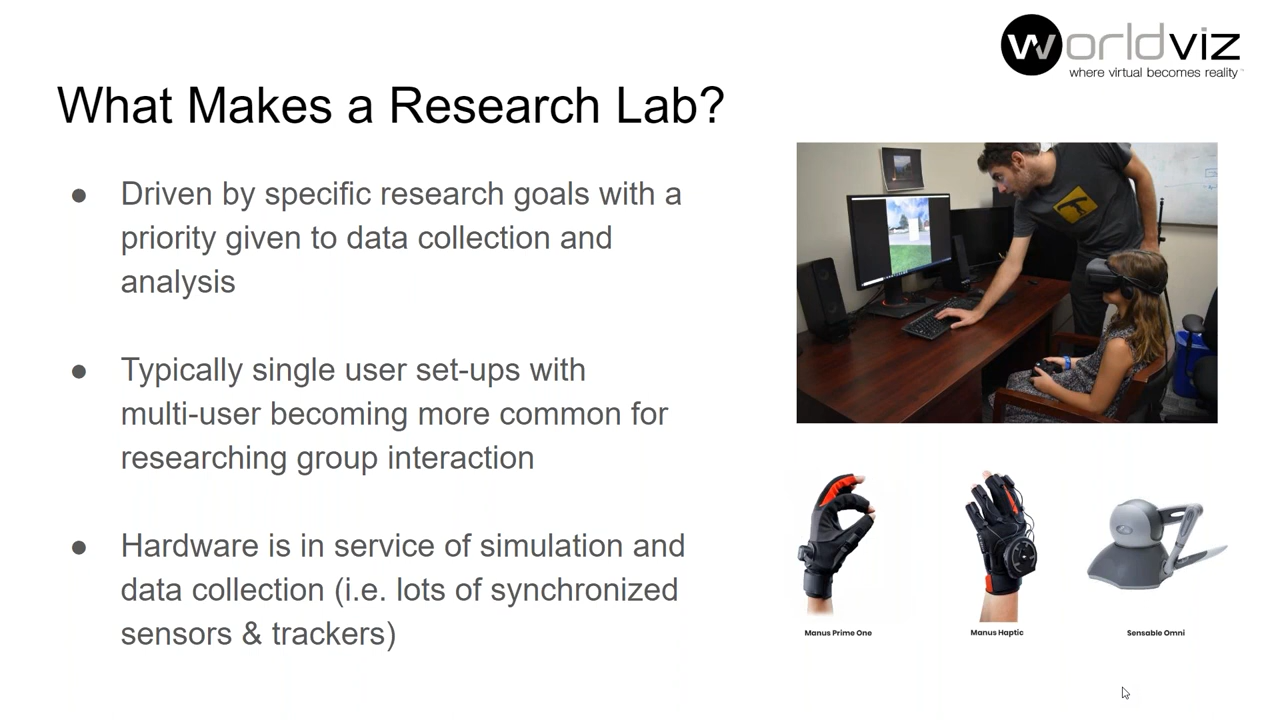 worldviz
where virtual becomes reality
What Makes a Research Lab?
● Driven by specific research goals with a
priority given to data collection and
analysis
● Typically single user set-ups with
multi-user becoming more common for
researching group interaction
● Hardware is in service of simulation and
data collection (i.e. lots of synchronized
sensors & trackers)
Manus Prime One
Manus Haptic
Sensable Omni